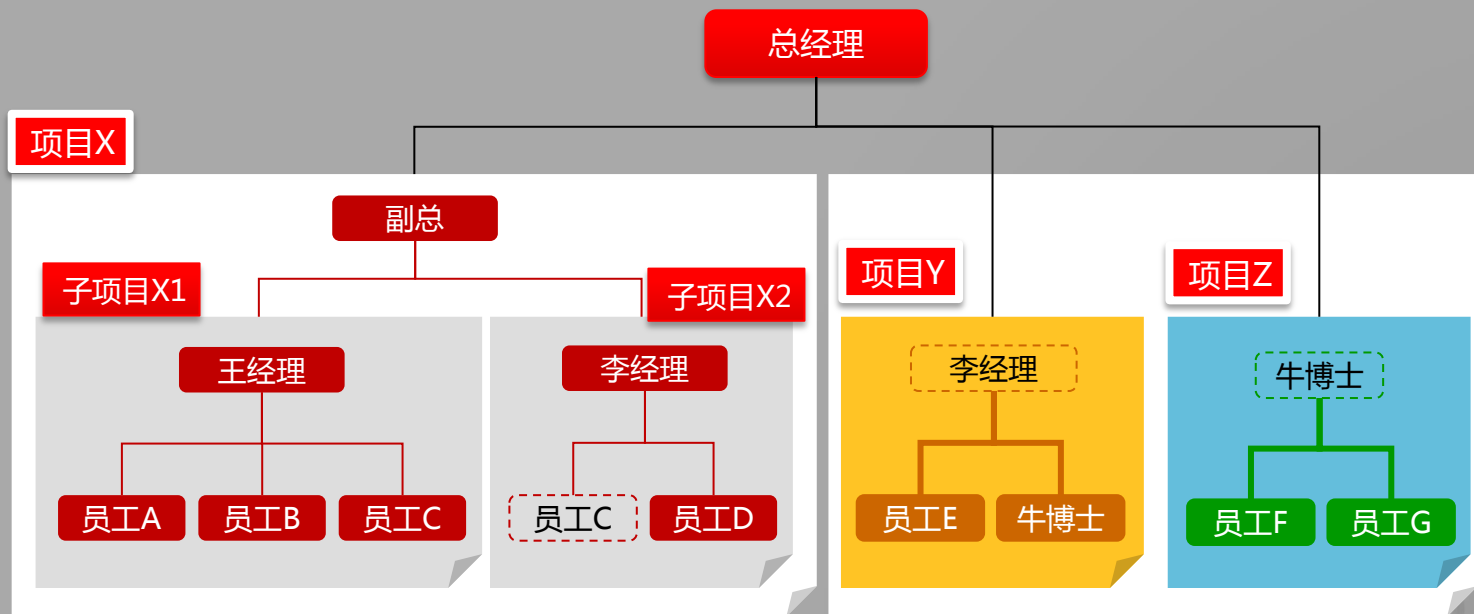 总经理
项目X
副总
子项目X1
子项目X2
王经理
李经理
员工A
员工B
员工C
员工C
员工D
项目Y
李经理
员工E
牛博士
项目Z
牛博士
员工F
员工G